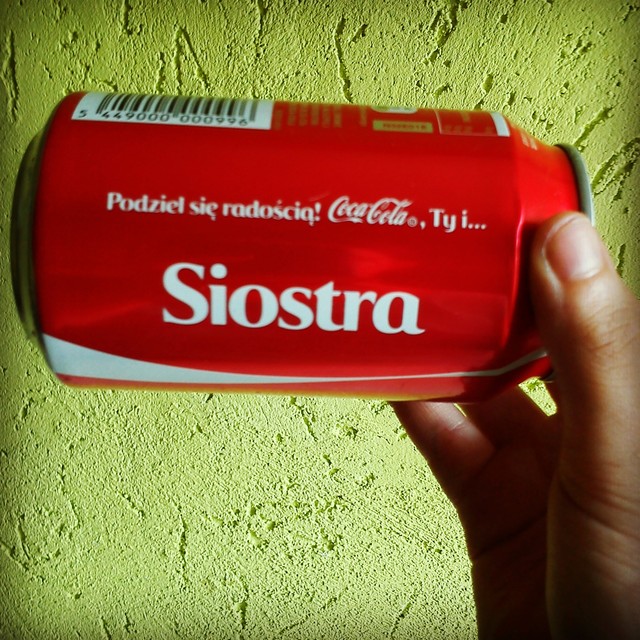 5 449000 000996
Podziel się radością! Coca-Cola®, Ty i...
Siostra